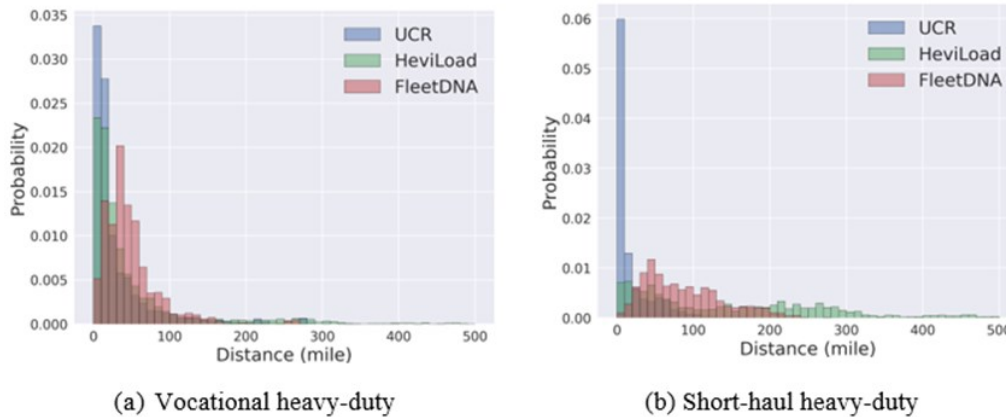 0.035
0.030
0.025
0.020
0.015
0.010
0.005
0.000
Probability
UCR
HeviLoad
FleetDNA
0 100 200 300 400 500
Distance (mile)
(a) Vocational heavy-duty
0.06
0.05
0.04
0.03
0.02
0.01
0.00
Probability
UCR
HeviLoad
FleetDNA
0 100 200 300 400 500
Distance (mile)
(b) Short-haul heavy-duty